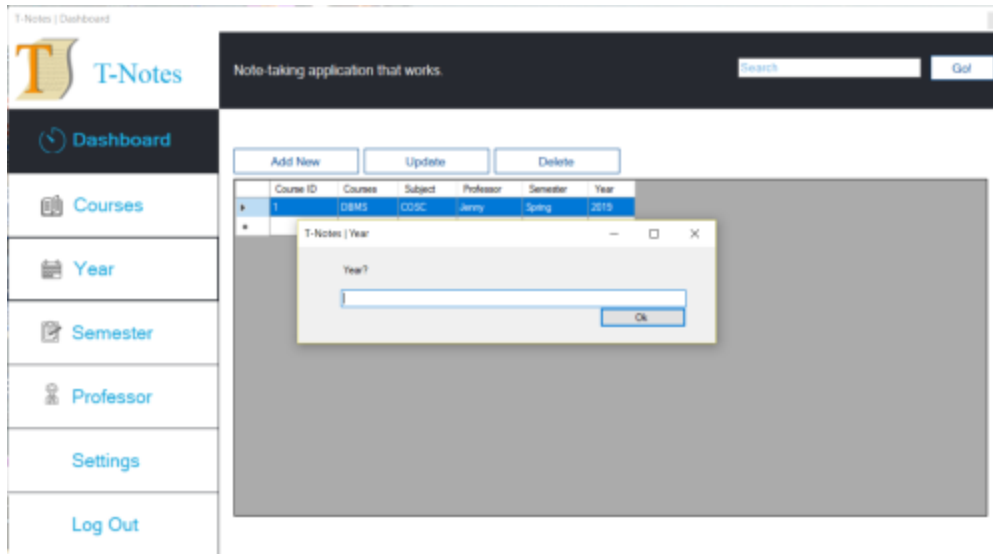 T-Notes | Dashboard
T T-Notes
Note-taking application that works.
Search
Go!
Dashboard
Courses
Year
Semester
Professor
Settings
Log Out
Add New Update Delete
Course ID Courses Subject Professor Semester Year
1 DBMS COSC Jenny Spring 2019
T-Notes | Year
Year?
Ok